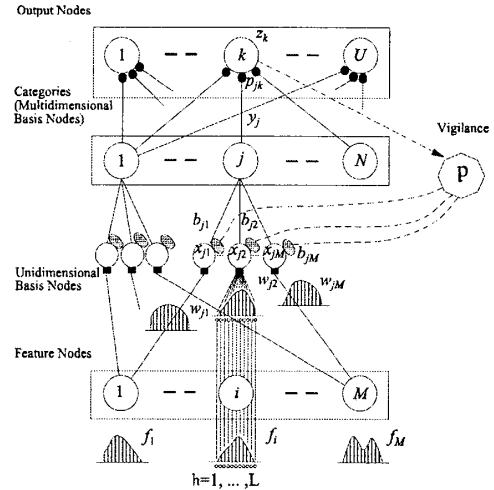 Output Nodes
z_k
1 k U
p_jk
Categories
(Multidimensional
Basis Nodes)
y_j
Vigilance
1 j N
ρ
b_j1 b_j2
x_j1 x_j2 x_jM b_jM
Unidimensional
Basis Nodes
w_j1 w_j2 w_jM
Feature Nodes
1 i M
f_1 f_i f_M
h=1, ... ,L